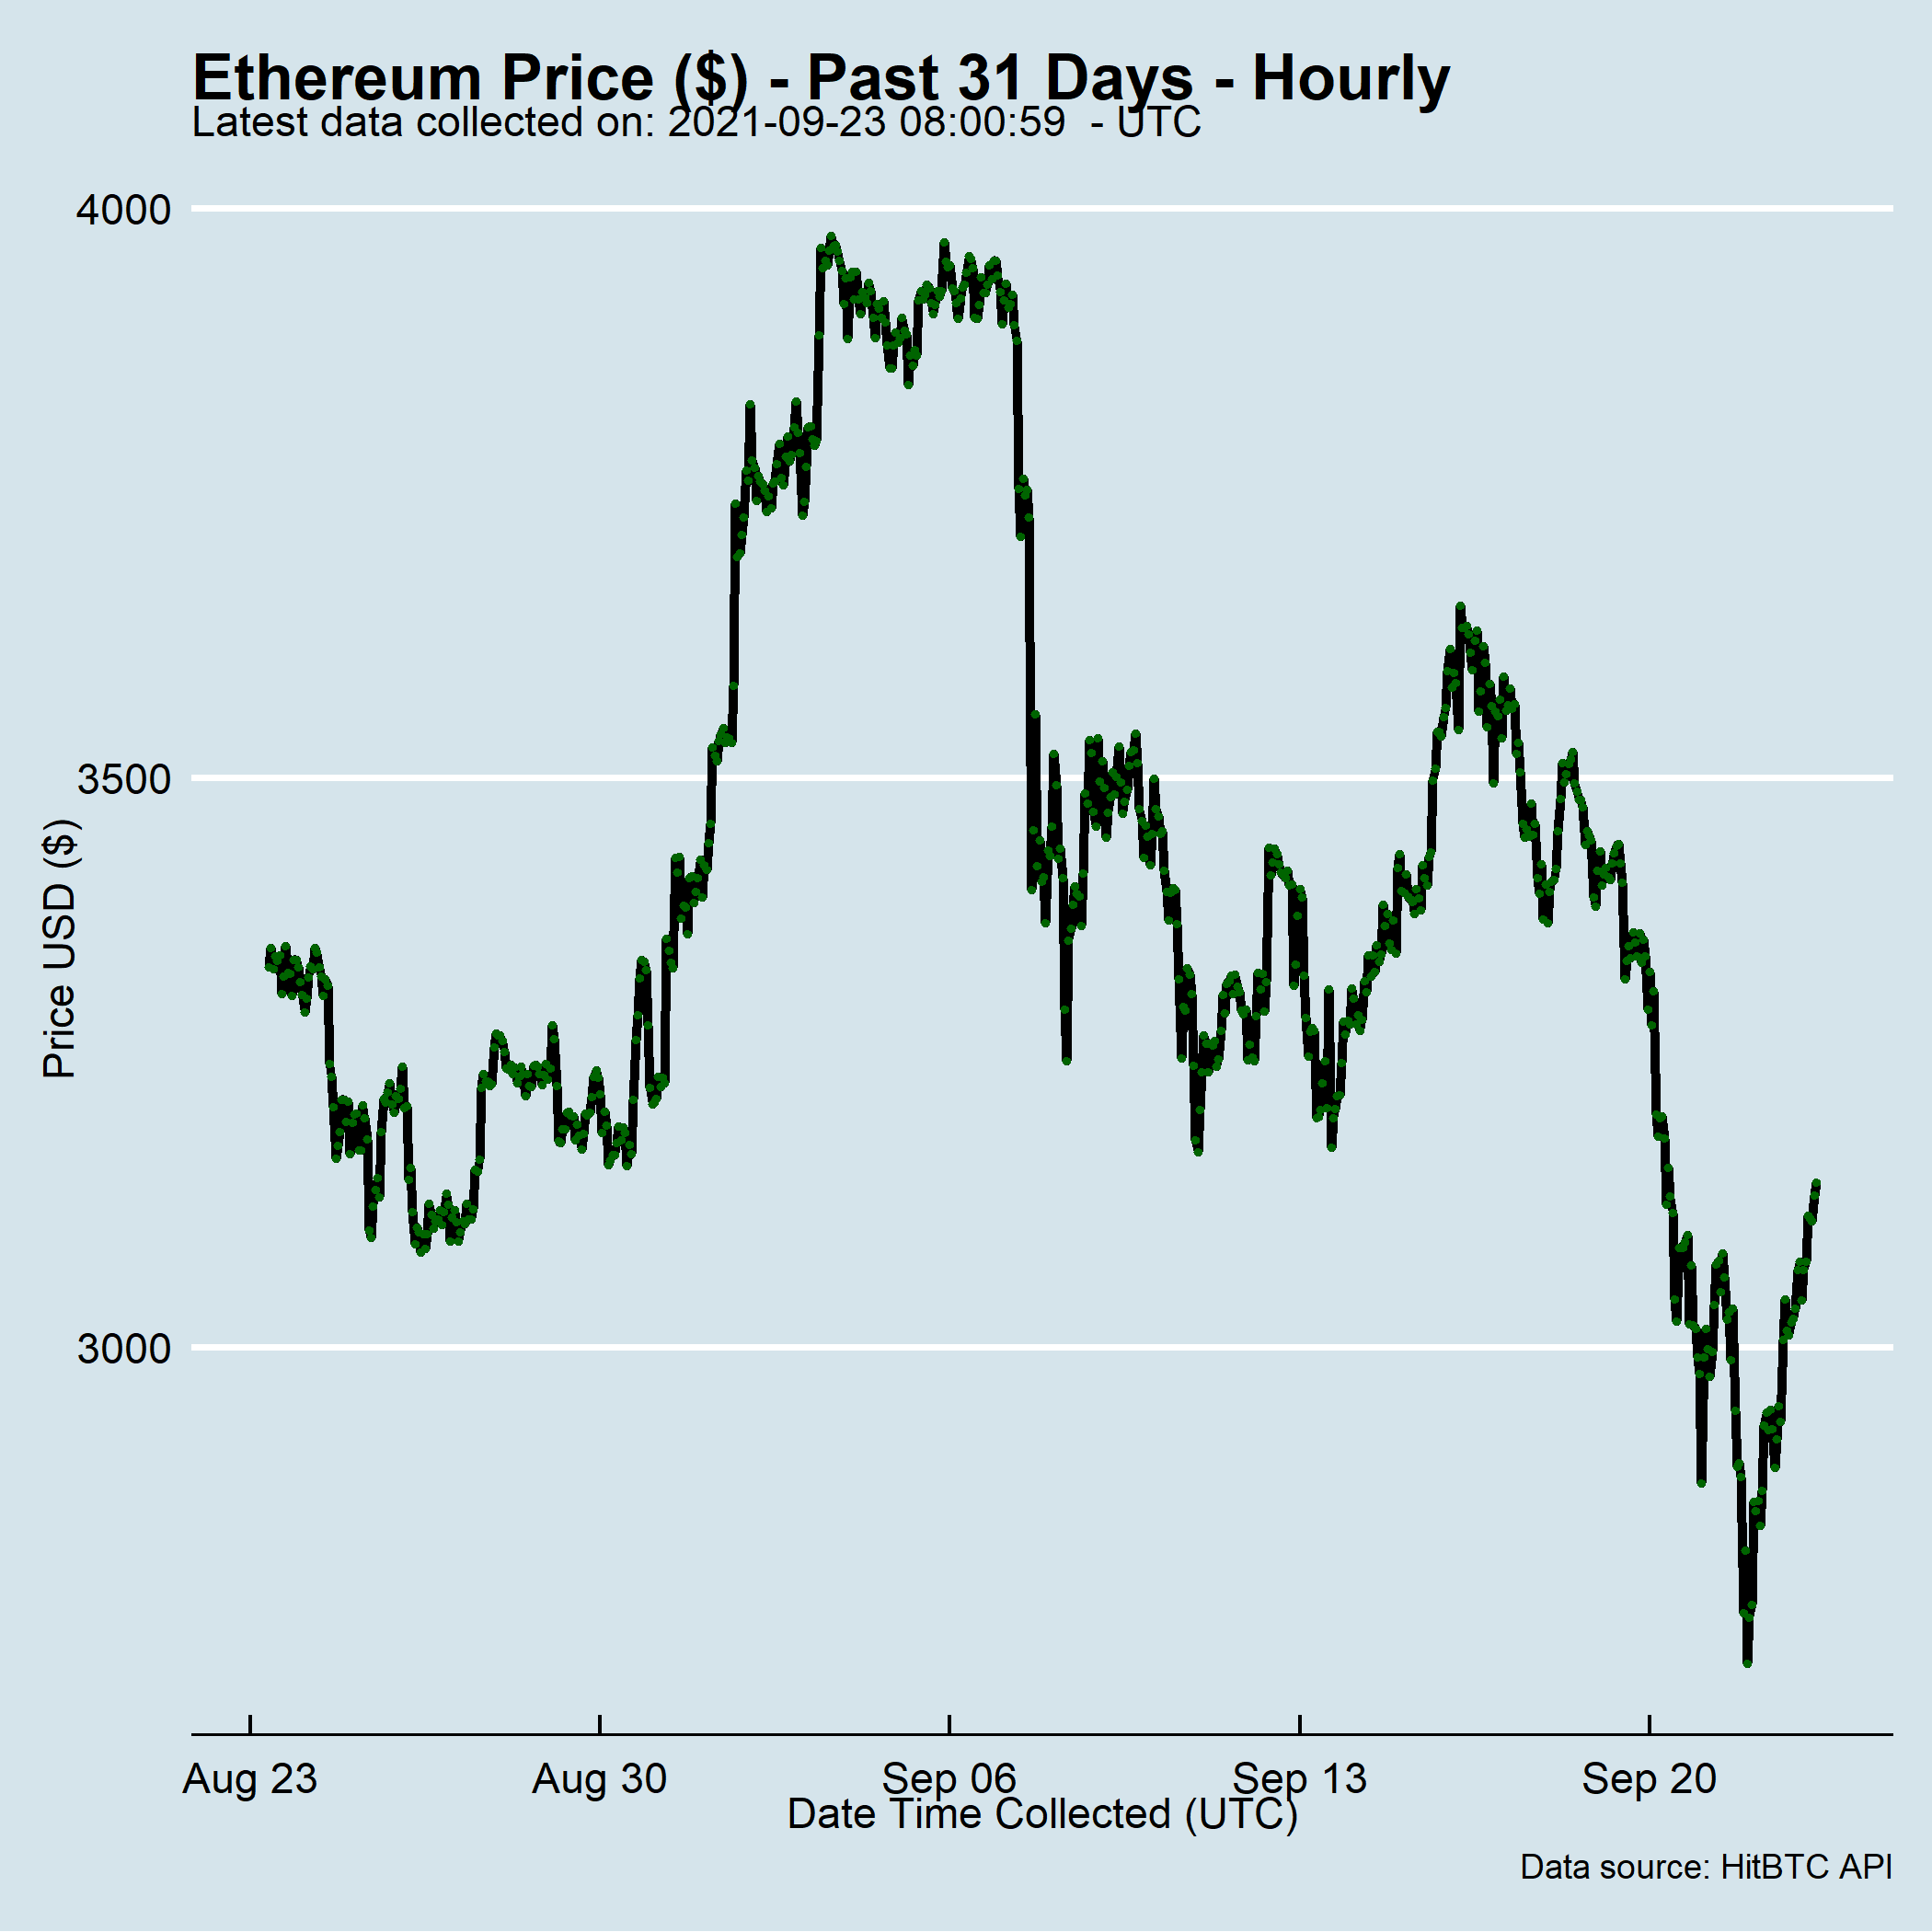 Ethereum Price ($) - Past 31 Days - Hourly
Latest data collected on: 2021-09-23 08:00:59  - UTC
4000
3500
3000
Price USD ($)
Aug 23
Aug 30
Sep 06
Sep 13
Sep 20
Date Time Collected (UTC)
Data source: HitBTC API